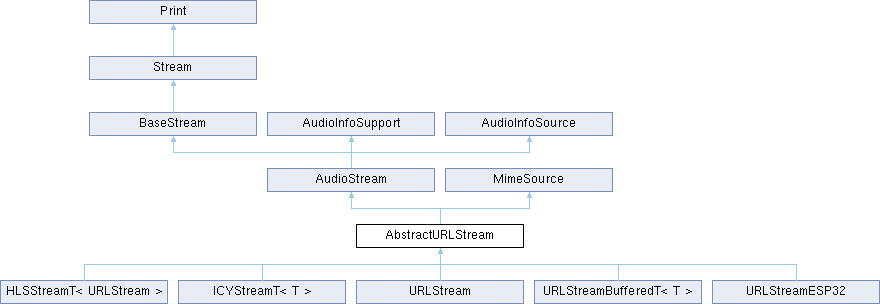 Print
Stream
BaseStream AudioInfoSupport AudioInfoSource
AudioStream MimeSource
AbstractURLStream
HLSStreamT< URLStream > ICYStreamT< T > URLStream URLStreamBufferedT< T > URLStreamESP32